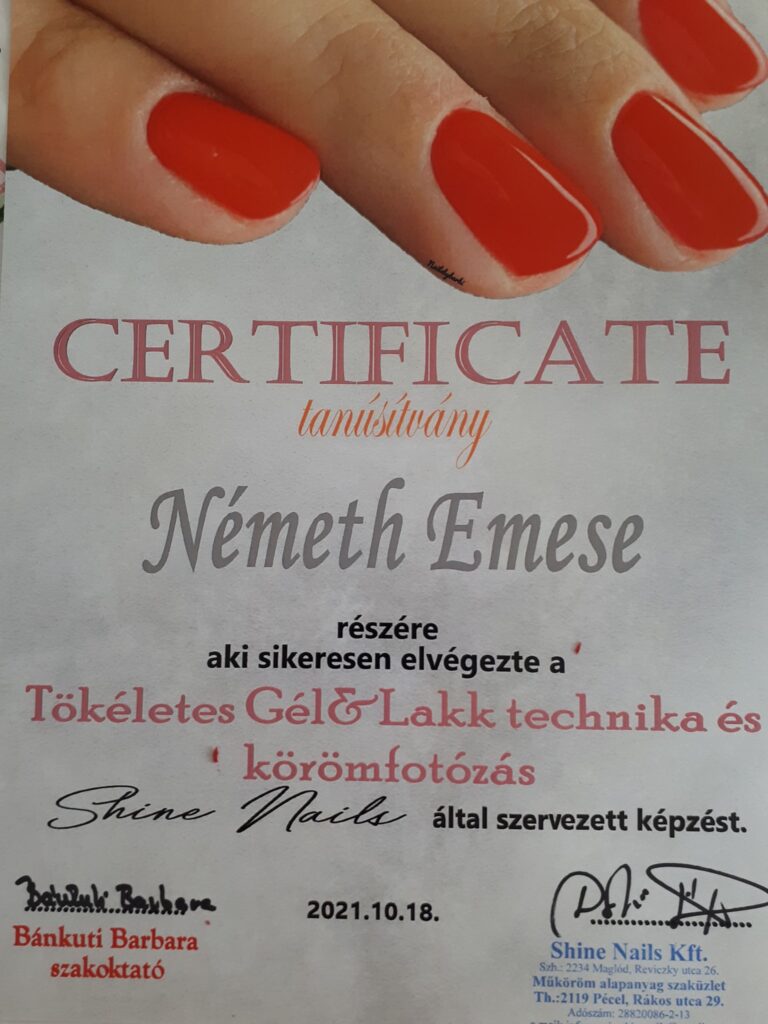 CERTIFICATE
tanúsítvány
Németh Emese
részére
aki sikeresen elvégezte a
Tökéletes Gél&Lakk technika és
körömfotózás
Shine Nails által szervezett képzést.
Bánkuti Barbara
szakoktató
2021.10.18.
Shine Nails Kft.
Szh.: 2234 Maglód, Reviczky utca 26.
Műköröm alapanyag szaküzlet
Th.:2119 Pécel, Rákos utca 29.
Adószám: 28820086-2-13